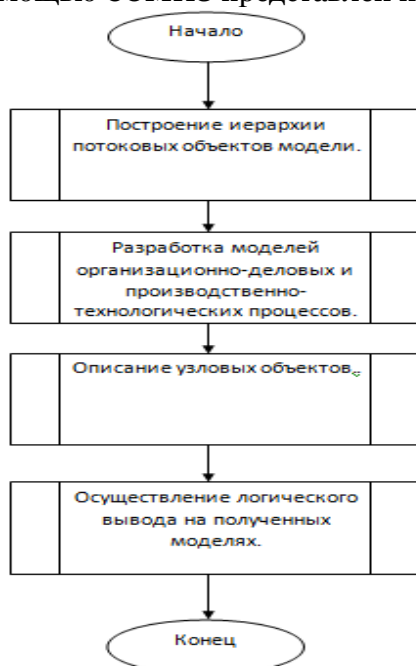 представлен
Начало
Построение иерархии
потоковых объектов модели.
Разработка моделей
организационно-деловых и
производственно-
технологических процессов.
Описание узловых объектов.
Осуществление логического
вывода на полученных
моделях.
Конец